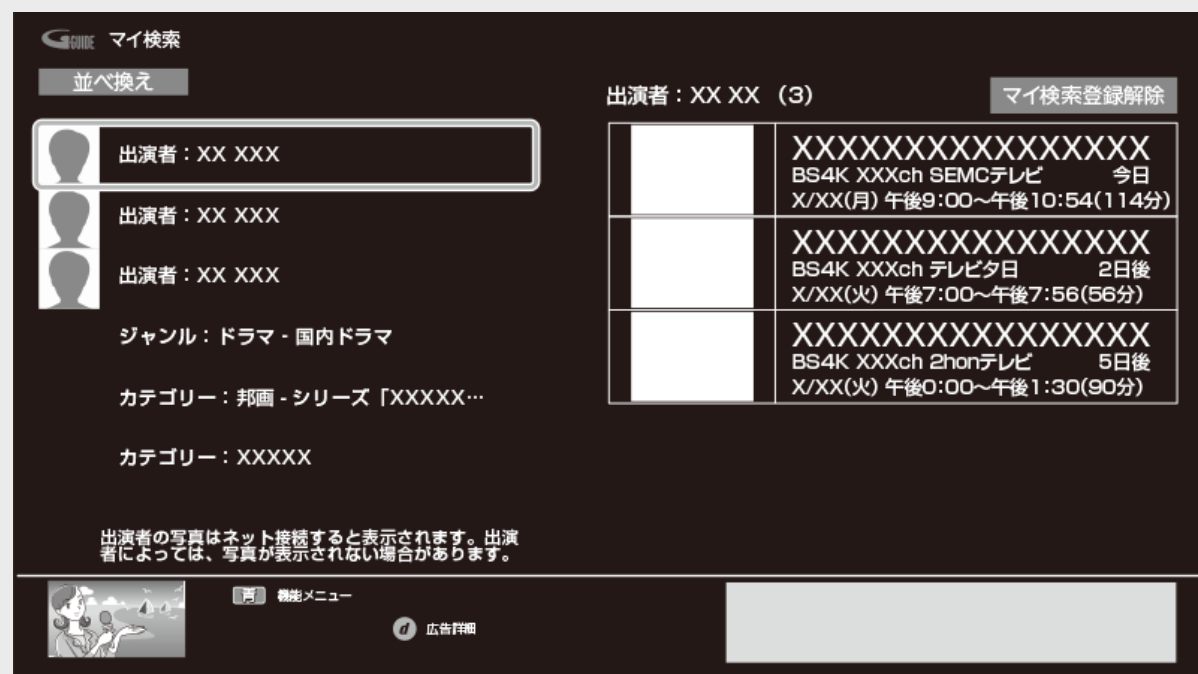 GGUIDE マイ検索
並べ換え
出演者：XX XXX
出演者：XX XXX
出演者：XX XXX
ジャンル：ドラマ - 国内ドラマ
カテゴリー：邦画 - シリーズ「XXXXX…
カテゴリー：XXXXX
出演者の写真はネット接続すると表示されます。出演
者によっては、写真が表示されない場合があります。
出演者：XX XX （3）
マイ検索登録解除
XXXXXXXXXXXXXXXX
BS4K XXXch SEMCテレビ 今日
X/XX(月) 午後9：00～午後10：54(114分)
XXXXXXXXXXXXXXXX
BS4K XXXch テレビタ日 2日後
X/XX(火) 午後7：00～午後7：56(56分)
XXXXXXXXXXXXXXXX
BS4K XXXch 2honテレビ 5日後
X/XX(火) 午後0：00～午後1：30(90分)
青 機能メニュー
d 広告詳細